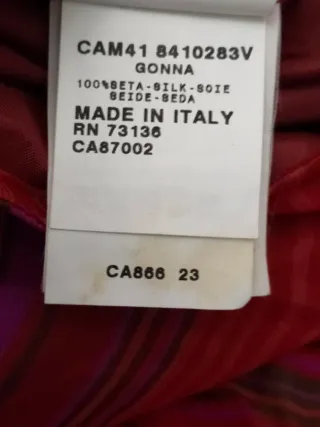 CAM41 8410283V
GONNA
100%SETA-SILK-SOIE
SEIDE-SEDA
MADE IN ITALY
RN 73136
CA87002
CA866 23